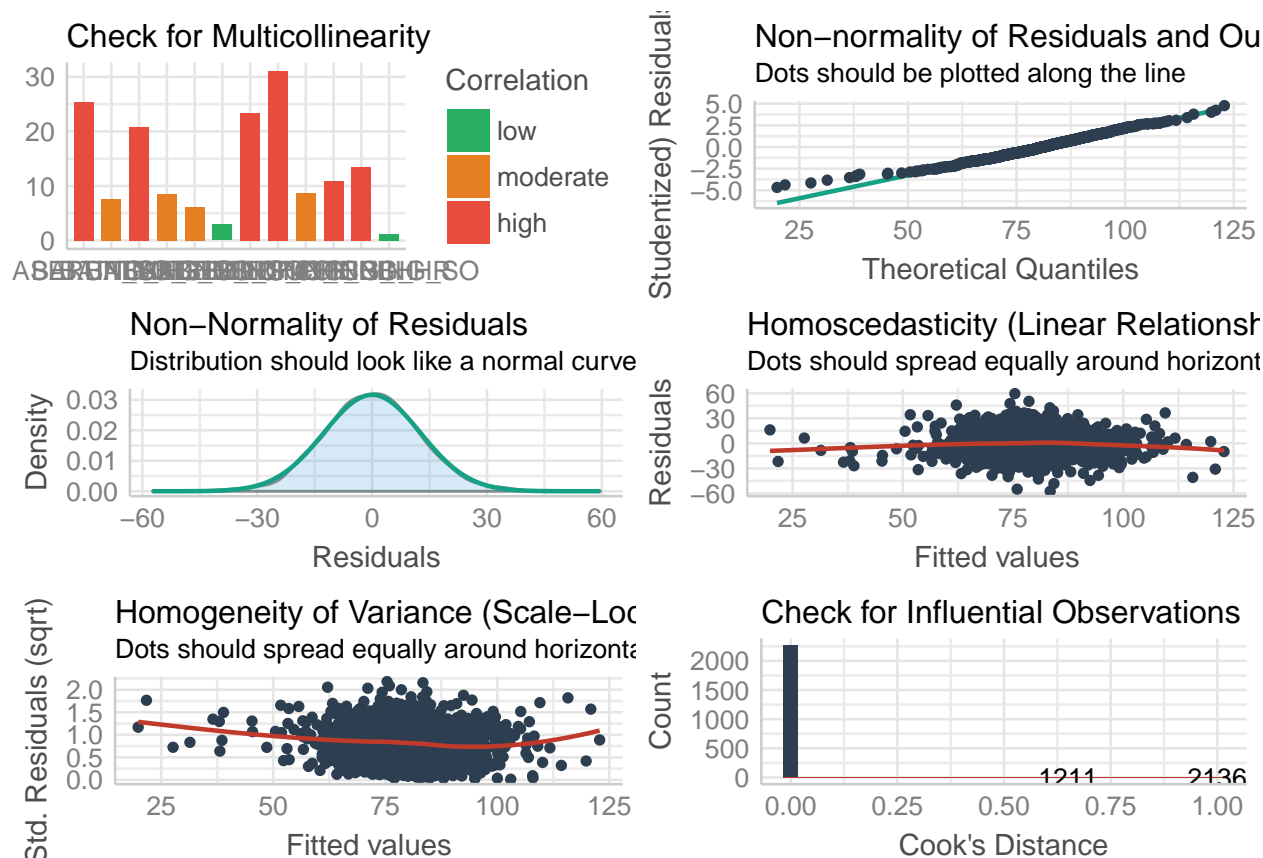 Check for Multicollinearity
30
20
10
0
Correlation
low
moderate
high
Non−normality of Residuals and Ou
Dots should be plotted along the line
Studentized) Residuals
5.0
2.5
0.0
−2.5
−5.0
25 50 75 100 125
Theoretical Quantiles
Non−Normality of Residuals
Distribution should look like a normal curve
Density
0.03
0.02
0.01
0.00
−60 −30 0 30 60
Residuals
Homoscedasticity (Linear Relationsh
Dots should spread equally around horizont
Residuals
60
30
0
−30
−60
25 50 75 100 125
Fitted values
Homogeneity of Variance (Scale−Loc
Dots should spread equally around horizonta
Std. Residuals (sqrt)
2.0
1.5
1.0
0.5
0.0
25 50 75 100 125
Fitted values
Check for Influential Observations
Count
2000
1500
1000
500
0
1211 2136
0.00 0.25 0.50 0.75 1.00
Cook's Distance